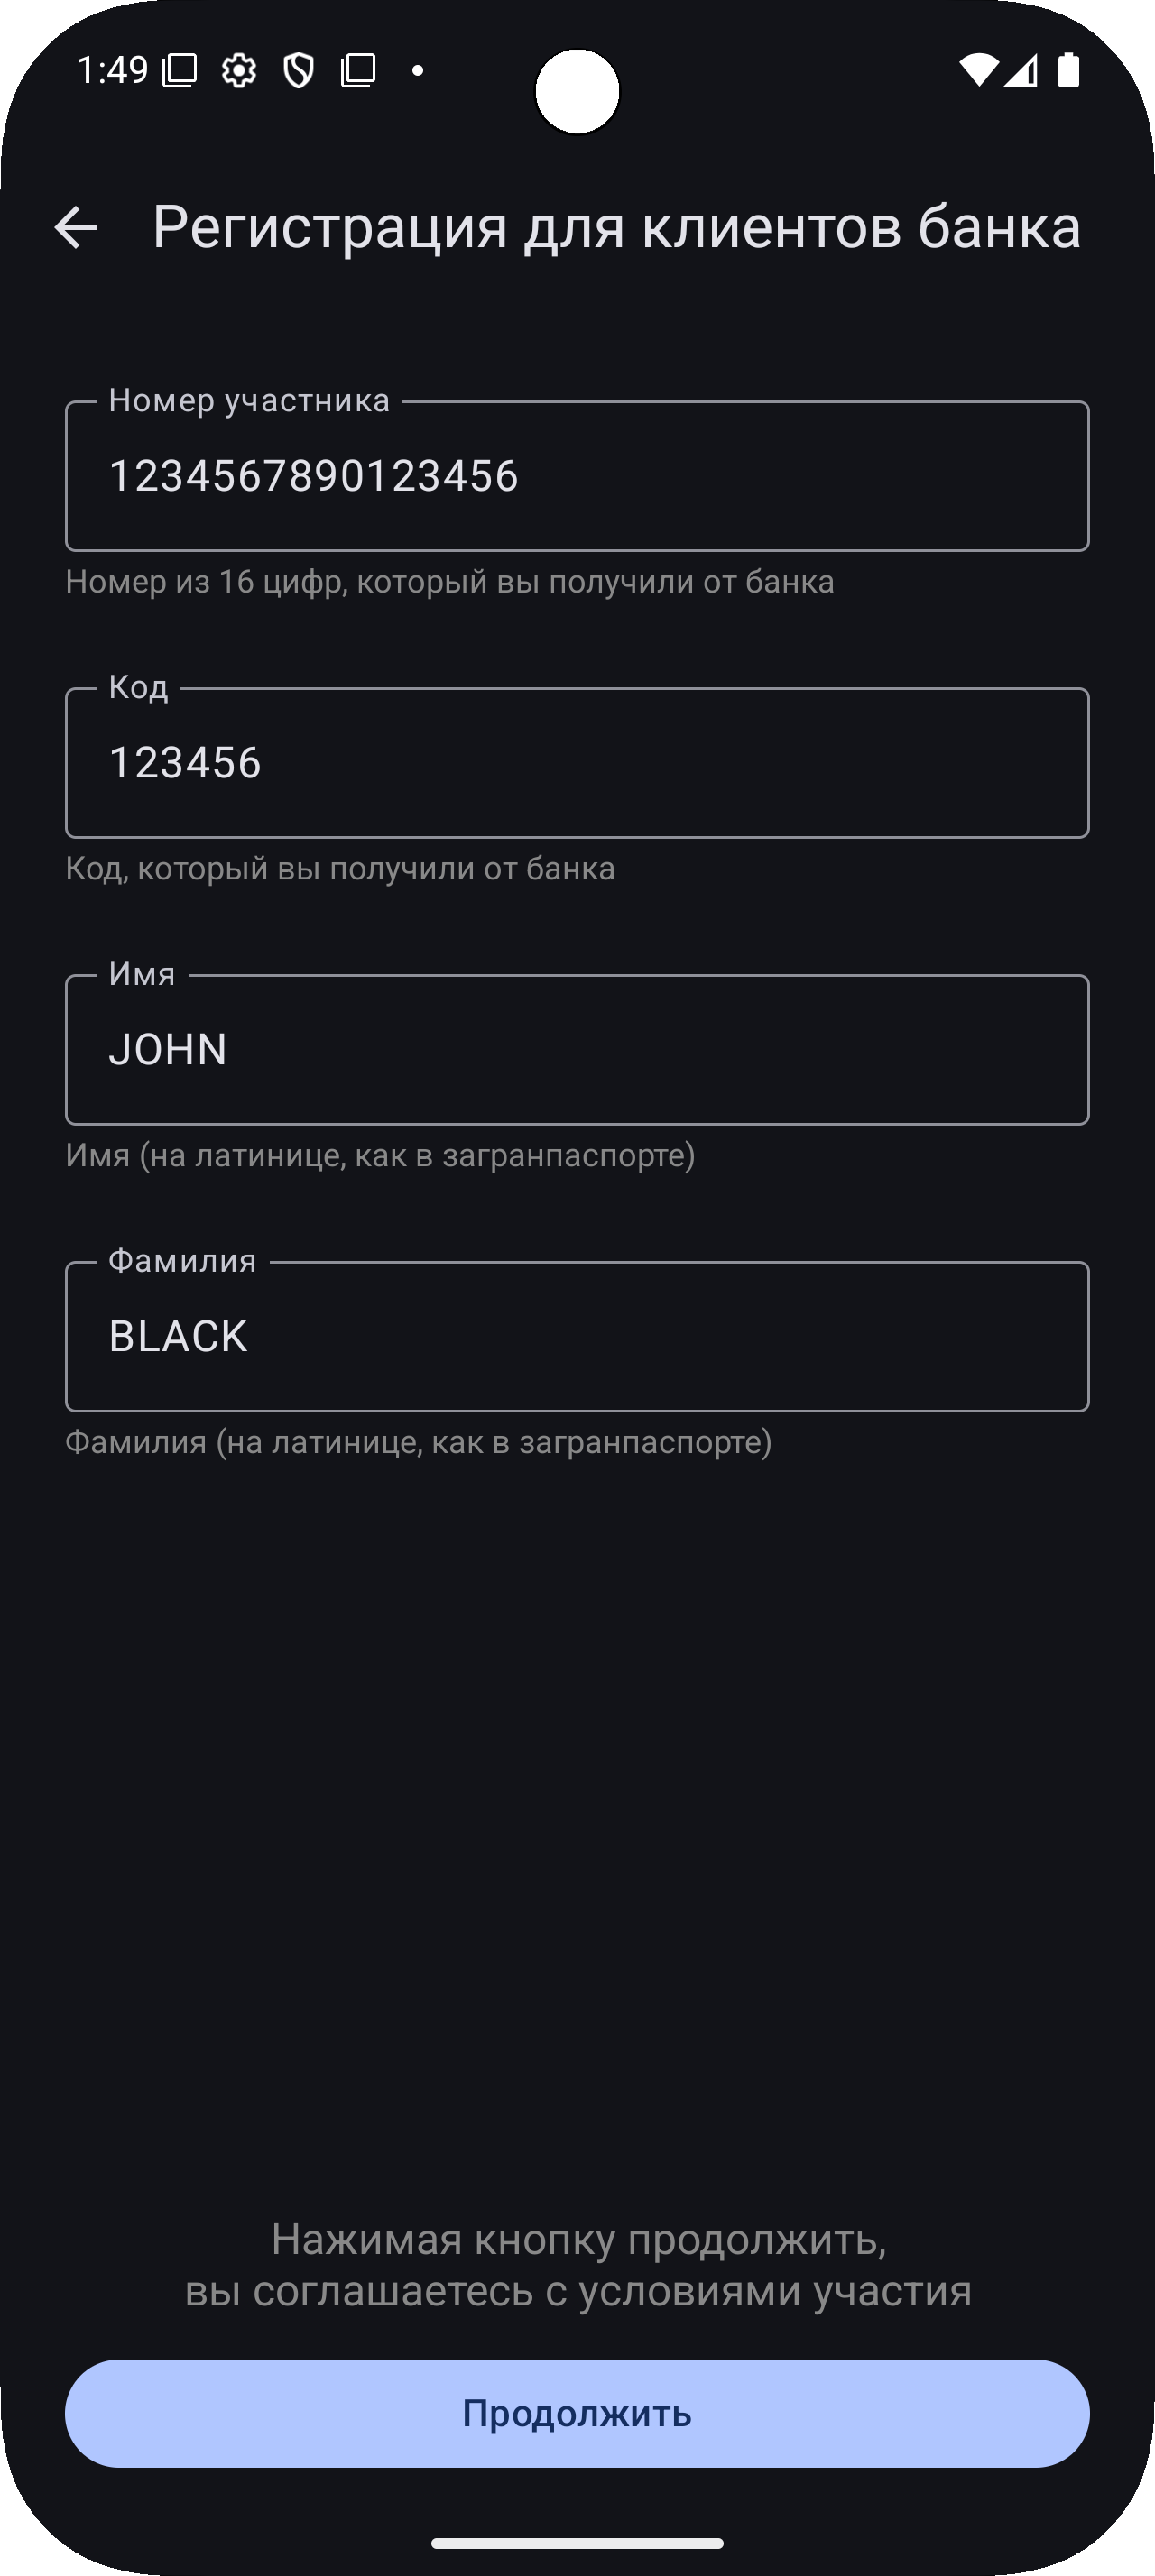 1:49
Регистрация для клиентов банка
Номер участника
1234567890123456
Номер из 16 цифр, который вы получили от банка
Код
123456
Код, который вы получили от банка
Имя
JOHN
Имя (на латинице, как в загранпаспорте)
Фамилия
BLACK
Фамилия (на латинице, как в загранпаспорте)
Нажимая кнопку продолжить,
вы соглашаетесь с условиями участия
Продолжить